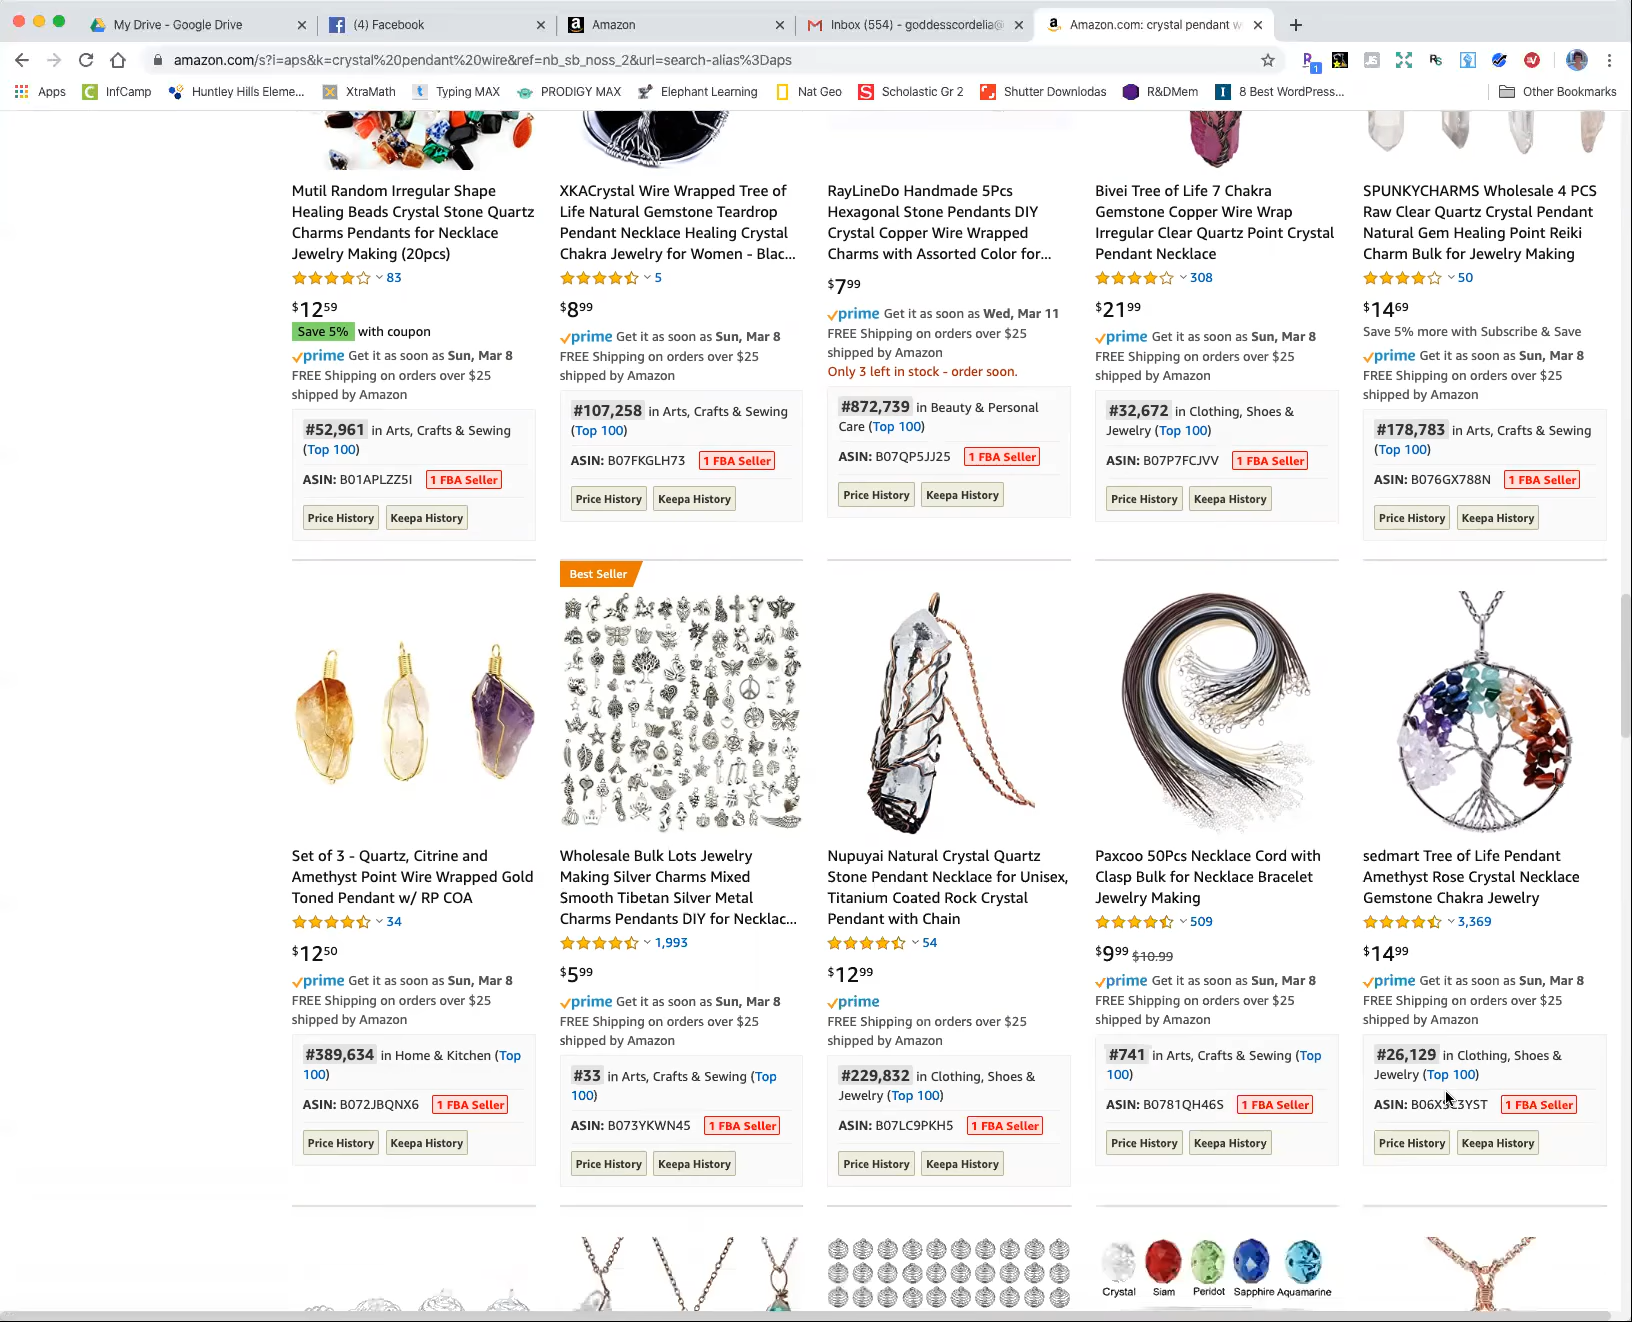 My Drive - Google Drive
(4) Facebook
Amazon
Inbox (554) - goddesscordelia@
Amazon.com: crystal pendant w
amazon.com/s?i=aps&k=crystal%20pendant%20wire&ref=nb_sb_noss_2&url=search-alias%3Daps
Apps
InfCamp
Huntley Hills Eleme...
XtraMath
Typing MAX
PRODIGY MAX
Elephant Learning
Nat Geo
Scholastic Gr 2
Shutter Downlodas
R&DMem
8 Best WordPress...
Other Bookmarks
Mutil Random Irregular Shape
Healing Beads Crystal Stone Quartz
Charms Pendants for Necklace
Jewelry Making (20pcs)
83
$12 59
Save 5% with coupon
prime Get it as soon as Sun, Mar 8
FREE Shipping on orders over $25
shipped by Amazon
#52,961 in Arts, Crafts & Sewing
(Top 100)
ASIN: B01APLZZ5I 1 FBA Seller
Price History Keepa History
XKACrystal Wire Wrapped Tree of
Life Natural Gemstone Teardrop
Pendant Necklace Healing Crystal
Chakra Jewelry for Women - Blac...
5
$8 99
prime Get it as soon as Sun, Mar 8
FREE Shipping on orders over $25
shipped by Amazon
#107,258 in Arts, Crafts & Sewing
(Top 100)
ASIN: B07FKGLH73 1 FBA Seller
Price History Keepa History
RayLineDo Handmade 5Pcs
Hexagonal Stone Pendants DIY
Crystal Copper Wire Wrapped
Charms with Assorted Color for...
$7 99
prime Get it as soon as Wed, Mar 11
FREE Shipping on orders over $25
shipped by Amazon
Only 3 left in stock - order soon.
#872,739 in Beauty & Personal
Care (Top 100)
ASIN: B07QP5JJ25 1 FBA Seller
Price History Keepa History
Bivei Tree of Life 7 Chakra
Gemstone Copper Wire Wrap
Irregular Clear Quartz Point Crystal
Pendant Necklace
308
$21 99
prime Get it as soon as Sun, Mar 8
FREE Shipping on orders over $25
shipped by Amazon
#32,672 in Clothing, Shoes &
Jewelry (Top 100)
ASIN: B07P7FCJVV 1 FBA Seller
Price History Keepa History
SPUNKYCHARMS Wholesale 4 PCS
Raw Clear Quartz Crystal Pendant
Natural Gem Healing Point Reiki
Charm Bulk for Jewelry Making
50
$14 69
Save 5% more with Subscribe & Save
prime Get it as soon as Sun, Mar 8
FREE Shipping on orders over $25
shipped by Amazon
#178,783 in Arts, Crafts & Sewing
(Top 100)
ASIN: B076GX788N 1 FBA Seller
Price History Keepa History
Set of 3 - Quartz, Citrine and
Amethyst Point Wire Wrapped Gold
Toned Pendant w/ RP COA
34
$12 50
prime Get it as soon as Sun, Mar 8
FREE Shipping on orders over $25
shipped by Amazon
#389,634 in Home & Kitchen (Top
100)
ASIN: B072JBQNX6 1 FBA Seller
Price History Keepa History
Best Seller
Wholesale Bulk Lots Jewelry
Making Silver Charms Mixed
Smooth Tibetan Silver Metal
Charms Pendants DIY for Necklac...
1,993
$5 99
prime Get it as soon as Sun, Mar 8
FREE Shipping on orders over $25
shipped by Amazon
#33 in Arts, Crafts & Sewing (Top
100)
ASIN: B073YKWN45 1 FBA Seller
Price History Keepa History
Nupuyai Natural Crystal Quartz
Stone Pendant Necklace for Unisex,
Titanium Coated Rock Crystal
Pendant with Chain
54
$12 99
prime
FREE Shipping on orders over $25
shipped by Amazon
#229,832 in Clothing, Shoes &
Jewelry (Top 100)
ASIN: B07LC9PKH5 1 FBA Seller
Price History Keepa History
Paxcoo 50Pcs Necklace Cord with
Clasp Bulk for Necklace Bracelet
Jewelry Making
509
$9 99 $10.99
prime Get it as soon as Sun, Mar 8
FREE Shipping on orders over $25
shipped by Amazon
#741 in Arts, Crafts & Sewing (Top
100)
ASIN: B0781QH46S 1 FBA Seller
Price History Keepa History
sedmart Tree of Life Pendant
Amethyst Rose Crystal Necklace
Gemstone Chakra Jewelry
3,369
$14 99
prime Get it as soon as Sun, Mar 8
FREE Shipping on orders over $25
shipped by Amazon
#26,129 in Clothing, Shoes &
Jewelry (Top 100)
ASIN: 1 FBA Seller
Price History Keepa History
Crystal Siam Peridot Sapphire Aquamarine